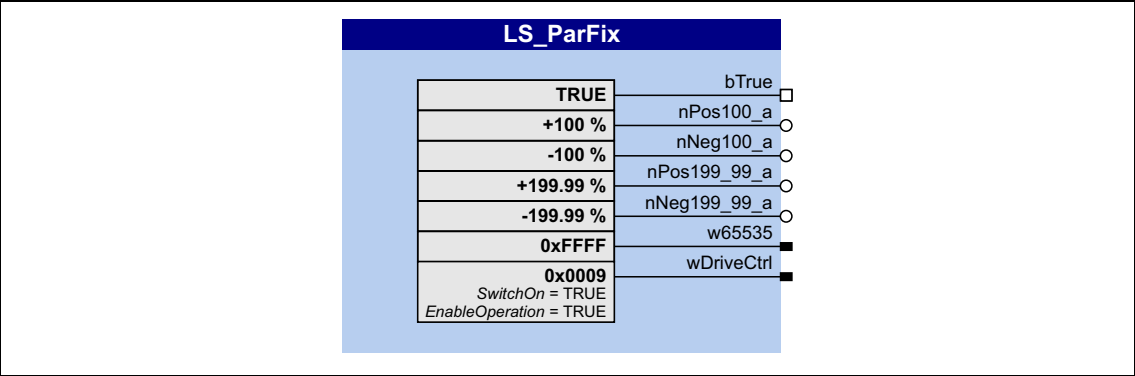 LS_ParFix
TRUE
bTrue
+100 %
nPos100_a
-100 %
nNeg100_a
+199.99 %
nPos199_99_a
-199.99 %
nNeg199_99_a
0xFFFF
w65535
0x0009
wDriveCtrl
SwitchOn = TRUE
EnableOperation = TRUE